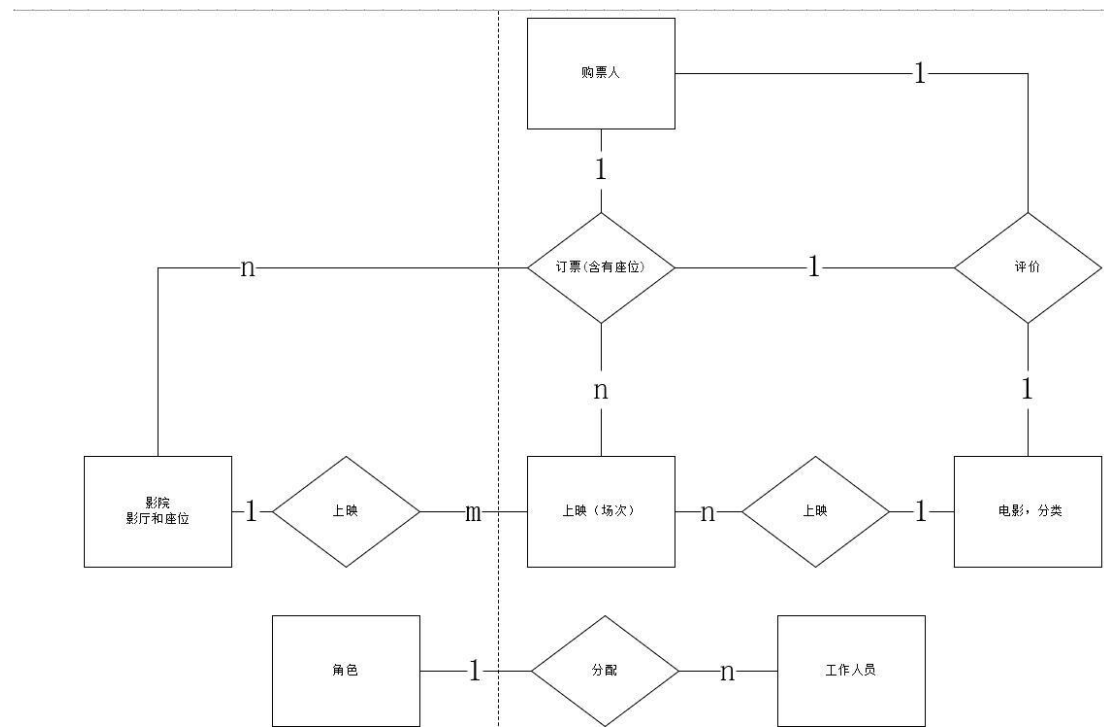 购票人
1
1
n
订票(含有座位)
1
评价
n
1
影院
影厅和座位
1
上映
m
上映（场次）
n
上映
1
电影，分类
角色
1
分配
n
工作人员